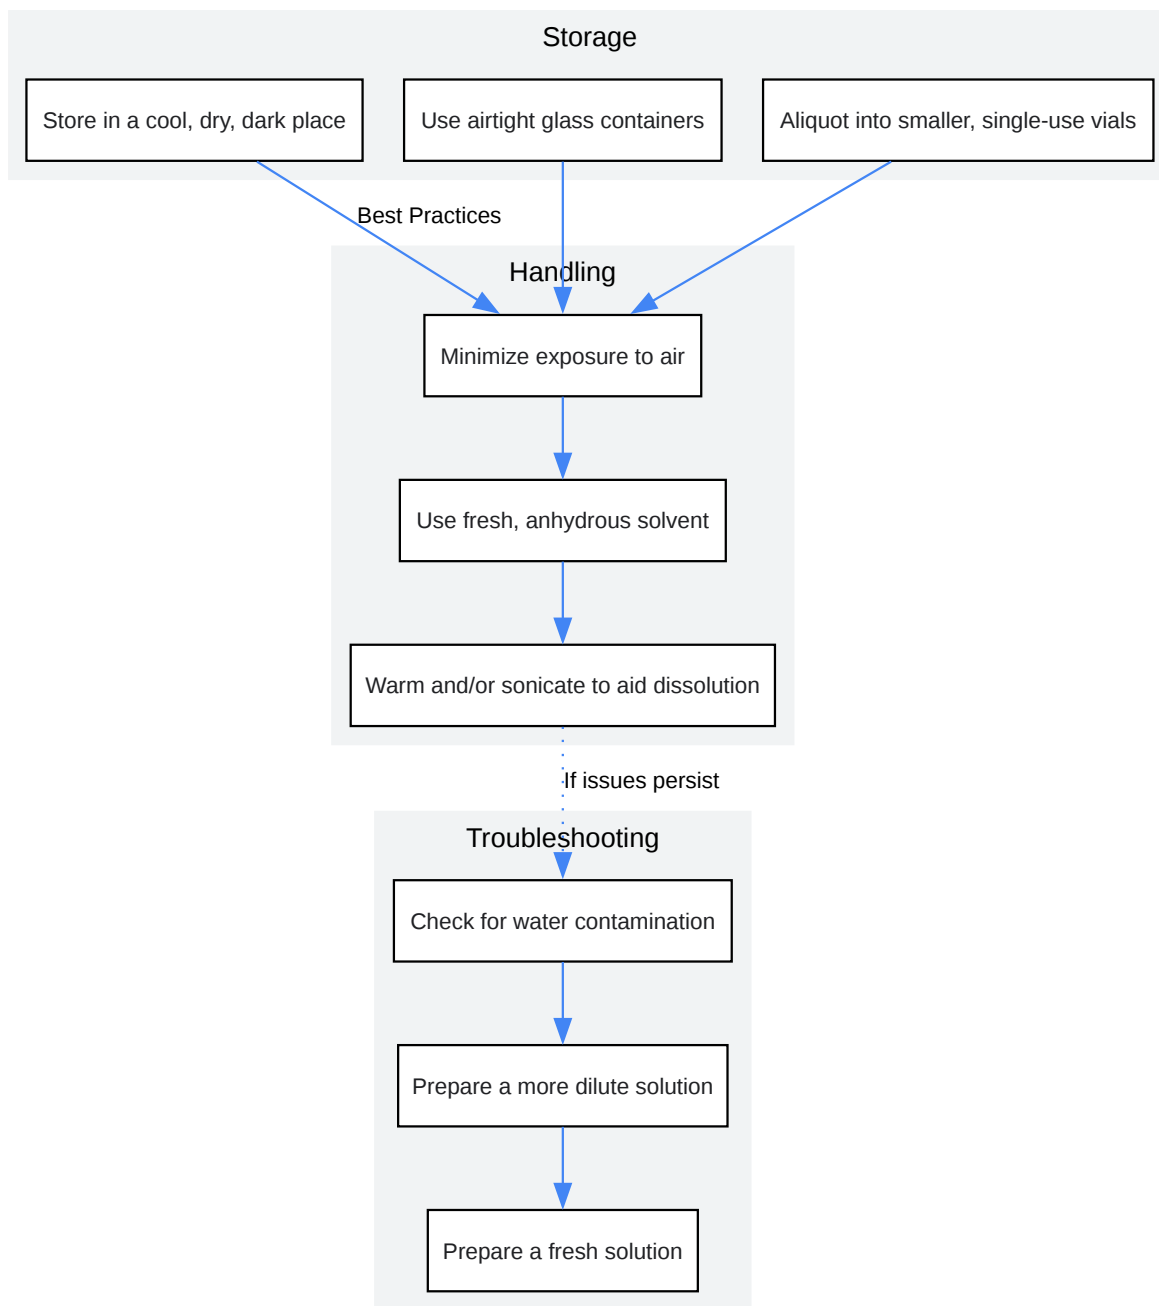 Storage
Store in a cool, dry, dark place
Use airtight glass containers
Aliquot into smaller, single-use vials
Best Practices
Handling
Minimize exposure to air
Use fresh, anhydrous solvent
Warm and/or sonicate to aid dissolution
If issues persist
Troubleshooting
Check for water contamination
Prepare a more dilute solution
Prepare a fresh solution